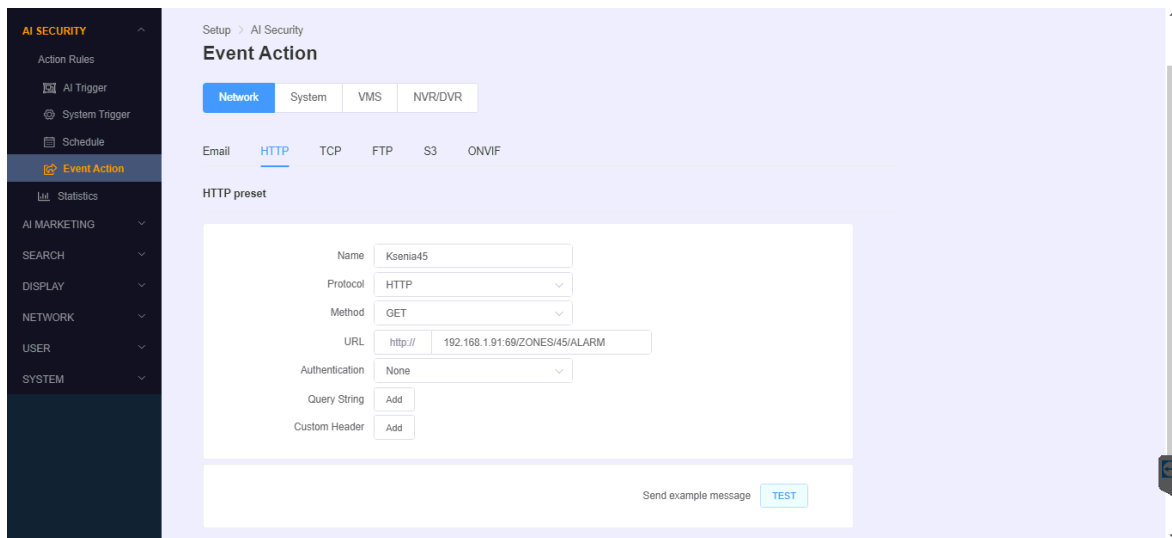 AI SECURITY
Action Rules
AI Trigger
System Trigger
Schedule
Event Action
Statistics
AI MARKETING
SEARCH
DISPLAY
NETWORK
USER
SYSTEM
Setup > AI Security
Event Action
Network System VMS NVR/DVR
Email HTTP TCP FTP S3 ONVIF
HTTP preset
Name Ksenia45
Protocol HTTP
Method GET
URL http:// 192.168.1.91:69/ZONES/45/ALARM
Authentication None
Query String Add
Custom Header Add
Send example message TEST